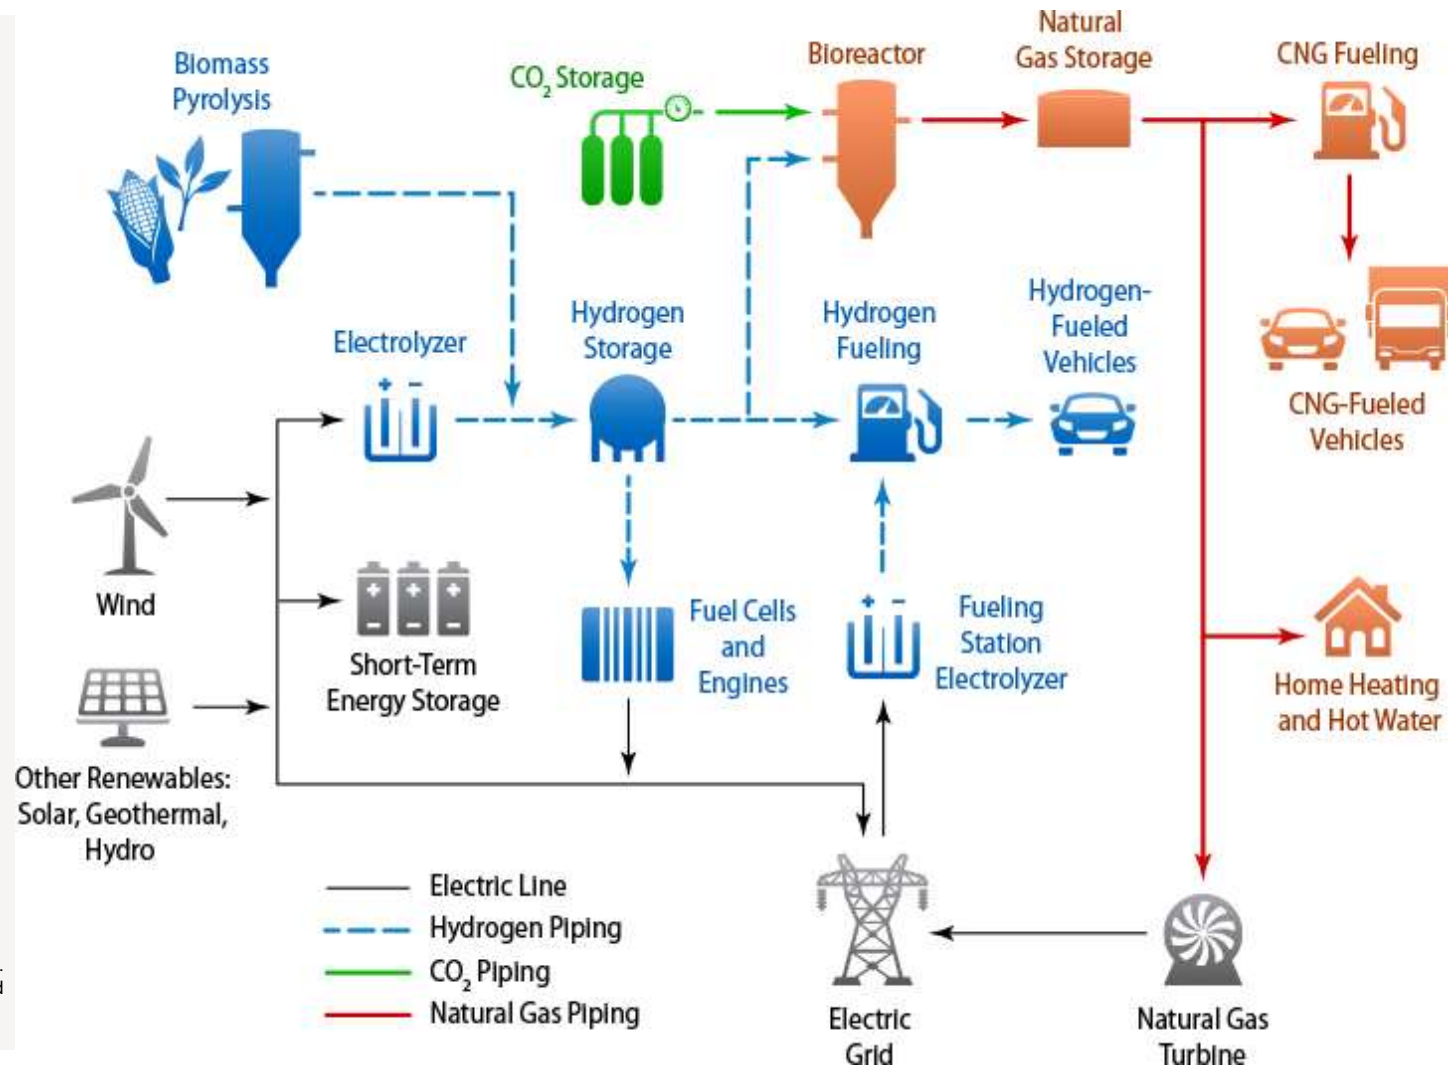 Natural
Gas Storage
Bioreactor
CNG Fueling
Biomass
Pyrolysis
CO₂ Storage
Hydrogen-
Fueled
Vehicles
Hydrogen
Storage
Hydrogen
Fueling
Electrolyzer
+ −
CNG-Fueled
Vehicles
Wind
+ + +
− − −
Short-Term
Energy Storage
Fuel Cells
and
Engines
+ −
Fueling
Station
Electrolyzer
Home Heating
and Hot Water
Other Renewables:
Solar, Geothermal,
Hydro
Electric Line
Hydrogen Piping
CO₂ Piping
Natural Gas Piping
Electric
Grid
Natural Gas
Turbine